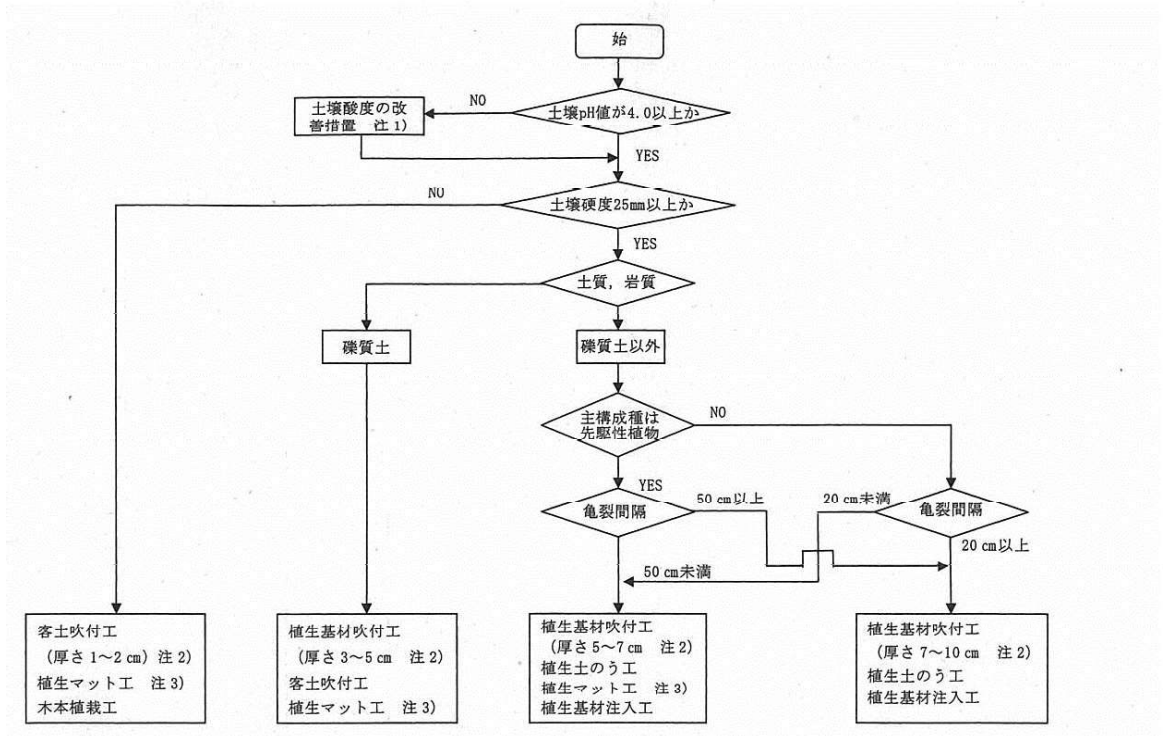 始
土壌pH値が4.0以上か
NO
土壌酸度の改
善措置 注1)
YES
土壌硬度25mm以上か
NO
YES
土質，岩質
礫質土
礫質土以外
主構成種は
先駆性植物
NO
YES
亀裂間隔
50 cm以上
20 cm未満
亀裂間隔
20 cm以上
50 cm未満
客土吹付工
（厚さ 1～2 cm）注2)
植生マット工 注3)
木本植栽工
植生基材吹付工
（厚さ 3～5 cm 注2)
客土吹付工
植生マット工 注3)
植生基材吹付工
（厚さ 5～7 cm 注2)
植生土のう工
植生マット工 注3)
植生基材注入工
植生基材吹付工
（厚さ 7～10 cm 注2)
植生土のう工
植生基材注入工